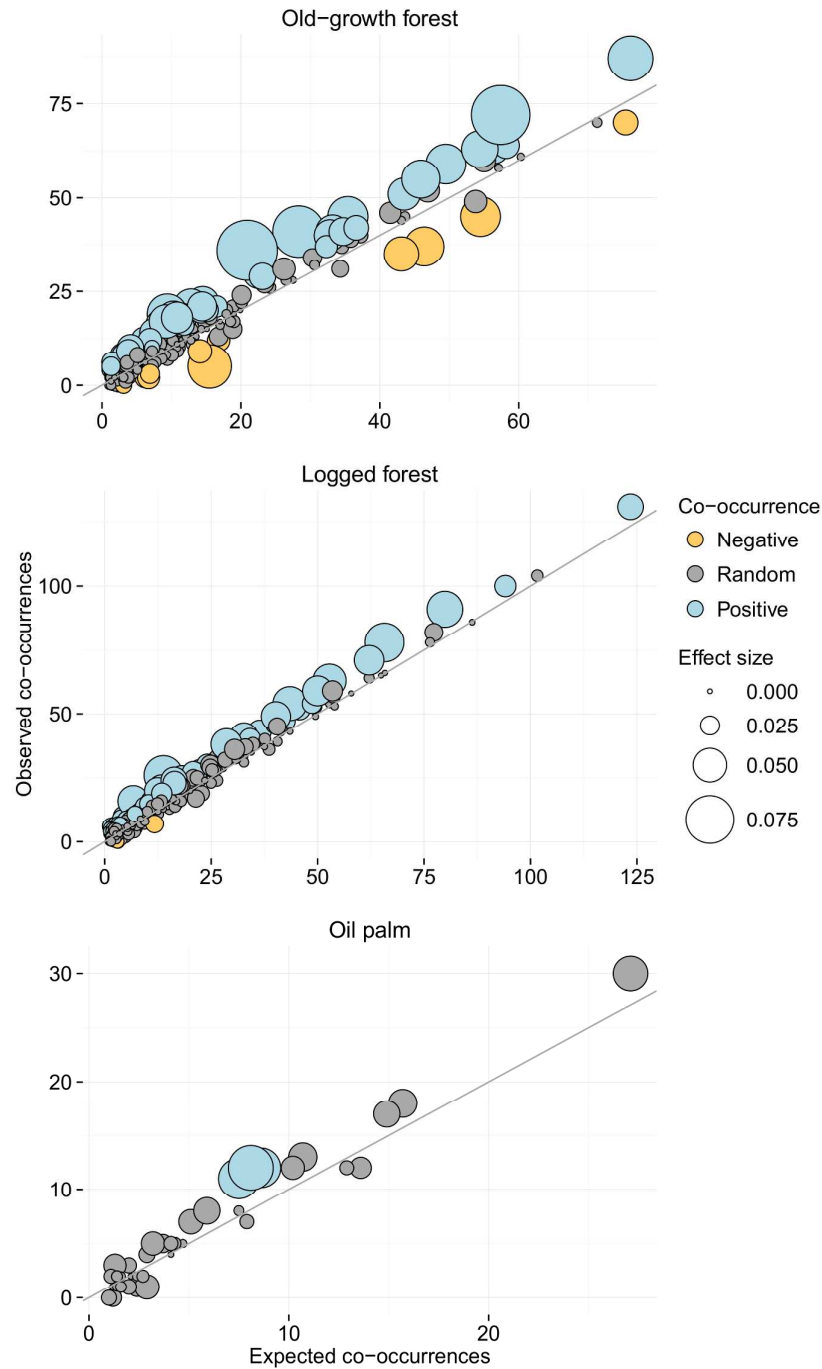 Old−growth forest
75
50
25
0
0 20 40 60
Logged forest
100
50
0
0 25 50 75 100 125
Observed co−occurrences
Co−occurrence
Negative
Random
Positive
Effect size
0.000
0.025
0.050
0.075
Oil palm
30
20
10
0
0 10 20
Expected co−occurrences